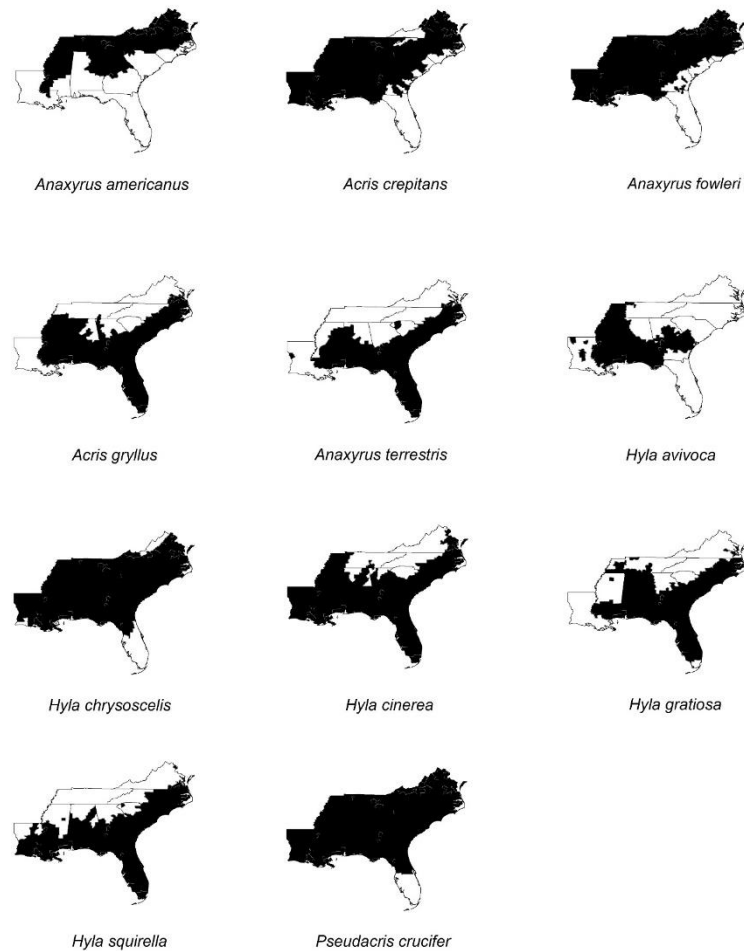 Anaxyrus americanus
Acris crepitans
Anaxyrus fowleri
Acris gryllus
Anaxyrus terrestris
Hyla avivoca
Hyla chrysoscelis
Hyla cinerea
Hyla gratiosa
Hyla squirella
Pseudacris crucifer